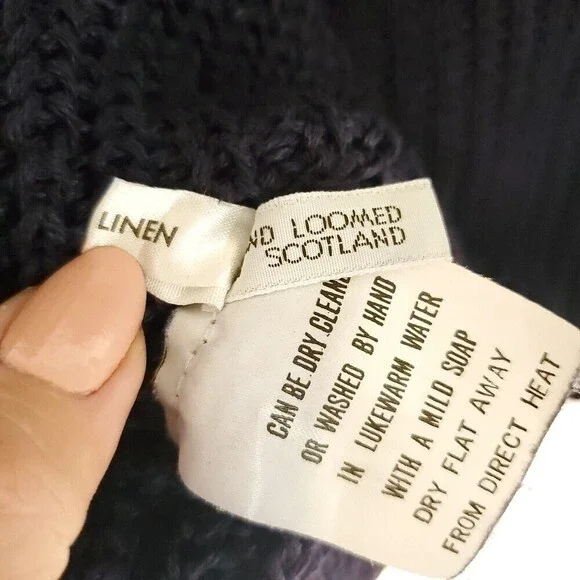 LINEN
ND LOOMED
SCOTLAND
CAN BE DRY CLEANE
OR WASHED BY HAND
IN LUKEWARM WATER
WITH A MILD SOAP
DRY FLAT AWAY
FROM DIRECT HEAT